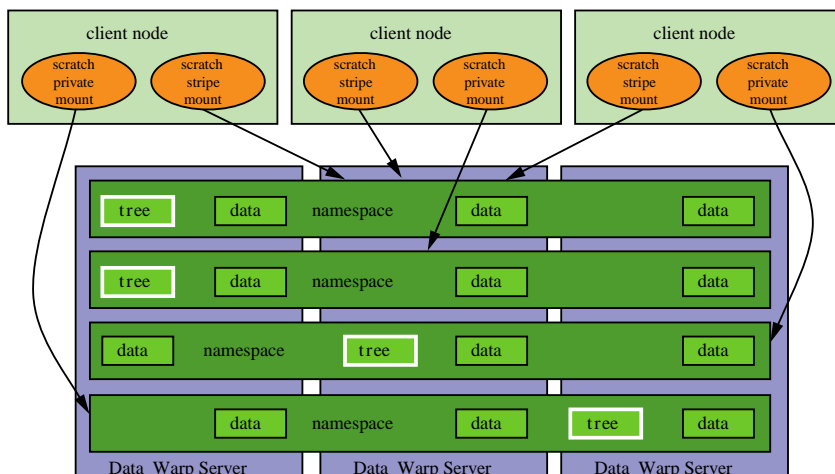 client node
client node
client node
scratch
private
mount
scratch
stripe
mount
scratch
stripe
mount
scratch
private
mount
scratch
stripe
mount
scratch
private
mount
tree data namespace data data
tree data namespace data data
data namespace tree data data
data namespace data tree data
Data Warp Server
Data Warp Server
Data Warp Server